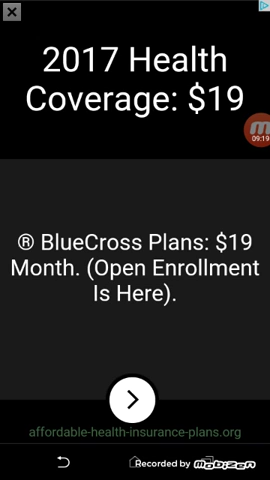 2017 Health
Coverage: $19
09:19
® BlueCross Plans: $19
Month. (Open Enrollment
Is Here).
affordable-health-insurance-plans.org
Recorded by mobizen